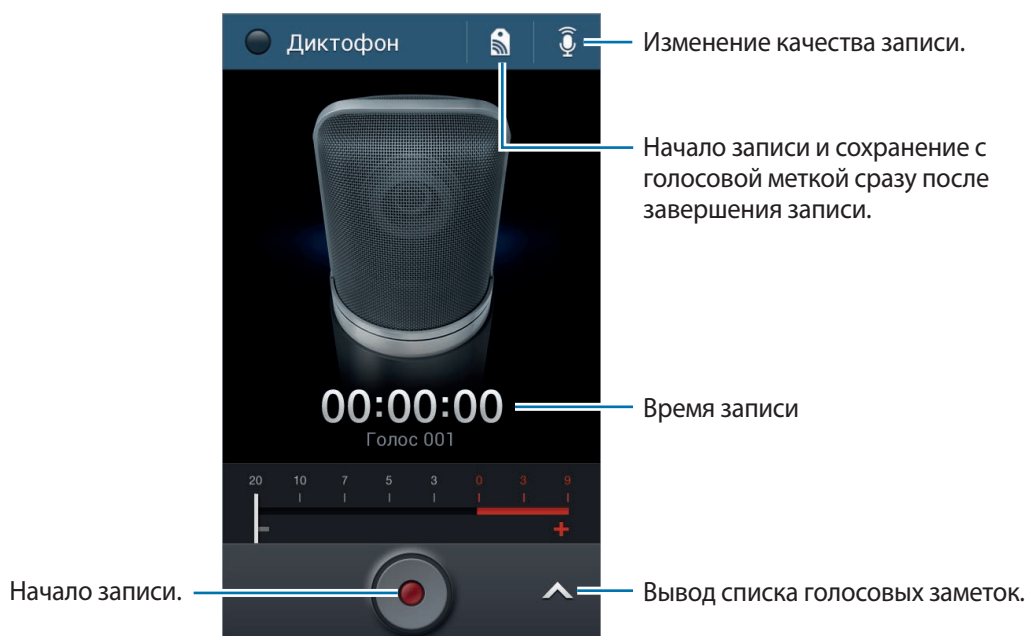 Диктофон
Изменение качества записи.
Начало записи и сохранение с
голосовой меткой сразу после
завершения записи.
00:00:00
Время записи
Голос 001
20 10 7 5 3 0 3 9
- +
Начало записи.
Вывод списка голосовых заметок.